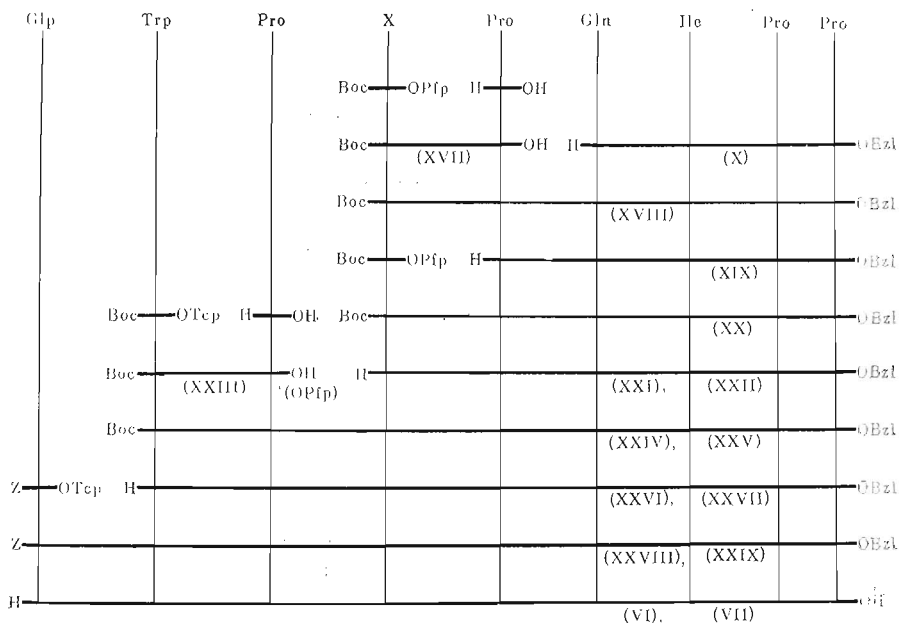 Glp Trp Pro X Pro Gln Ile Pro Pro
Boc OPfp H OH
Boc (XVII) OH H (X) OBzl
Boc (XVIII) OBzl
Boc OPfp H (XIX) OBzl
Boc OTcp H OH Boc (XX) OBzl
Boc (XXIII) OH (OPfp) H (XXI), (XXII) OBzl
Boc (XXIV), (XXV) OBzl
Z OTcp H (XXVI), (XXVII) OBzl
Z (XXVIII), (XXIX) OBzl
H (VI), (VII) OH